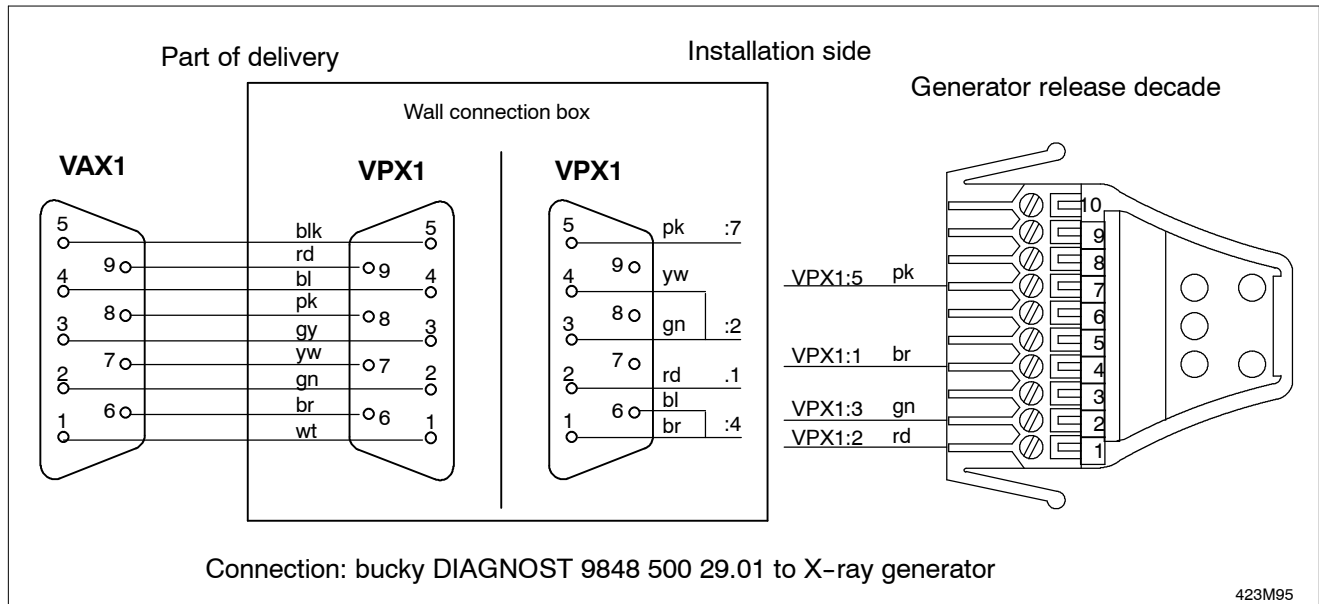 Part of delivery
Installation side
Generator release decade
Wall connection box
VAX1
VPX1
VPX1
5
9
4
8
3
7
2
6
1
blk
rd
bl
pk
gy
yw
gn
br
wt
5
9
4
8
3
7
2
6
1
5
9
4
8
3
7
2
6
1
pk :7
yw
gn :2
rd .1
bl
br :4
VPX1:5 pk
VPX1:1 br
VPX1:3 gn
VPX1:2 rd
10
9
8
7
6
5
4
3
2
1
Connection: bucky DIAGNOST 9848 500 29.01 to X-ray generator
423M95